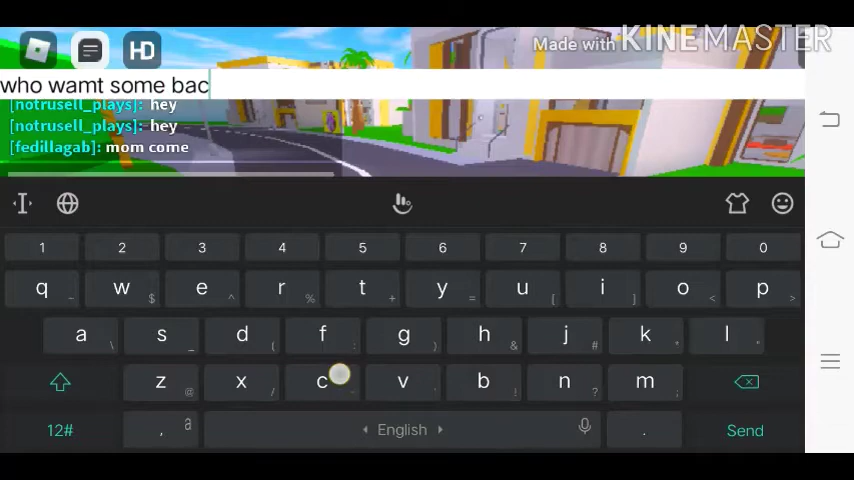 HD
Made with KINEMASTER
who wamt some bac
[notrusell_plays]: hey
[notrusell_plays]: hey
[fedillagab]: mom come
1 2 3 4 5 6 7 8 9 0
q w e r t y u i o p
~ $ ^ % + = [ ] < >
a s d f g h j k l
\ _ ( : ) & # * "
z x c v b n m
@ / - ' ! ? ;
12# , â English . Send